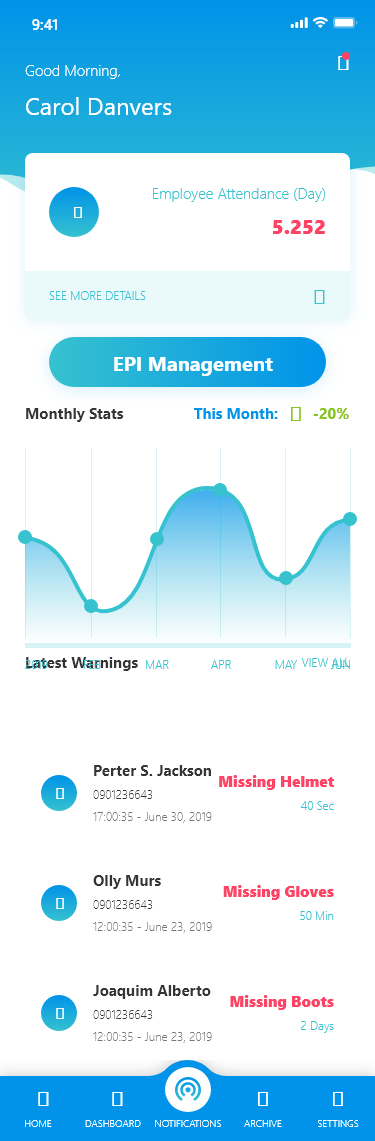 9:41
Good Morning,
Carol Danvers
Employee Attendance (Day)
5.252
SEE MORE DETAILS
EPI Management
Monthly Stats
This Month: -20%
Latest Warnings
VIEW ALL
2019 FEB MAR APR MAY JUN
Perter S. Jackson
Missing Helmet
0901236643
40 Sec
17:00:35 - June 30, 2019
Olly Murs
Missing Gloves
0901236643
50 Min
12:00:35 - June 23, 2019
Joaquim Alberto
Missing Boots
0901236643
2 Days
12:00:35 - June 23, 2019
HOME DASHBOARD NOTIFICATIONS ARCHIVE SETTINGS